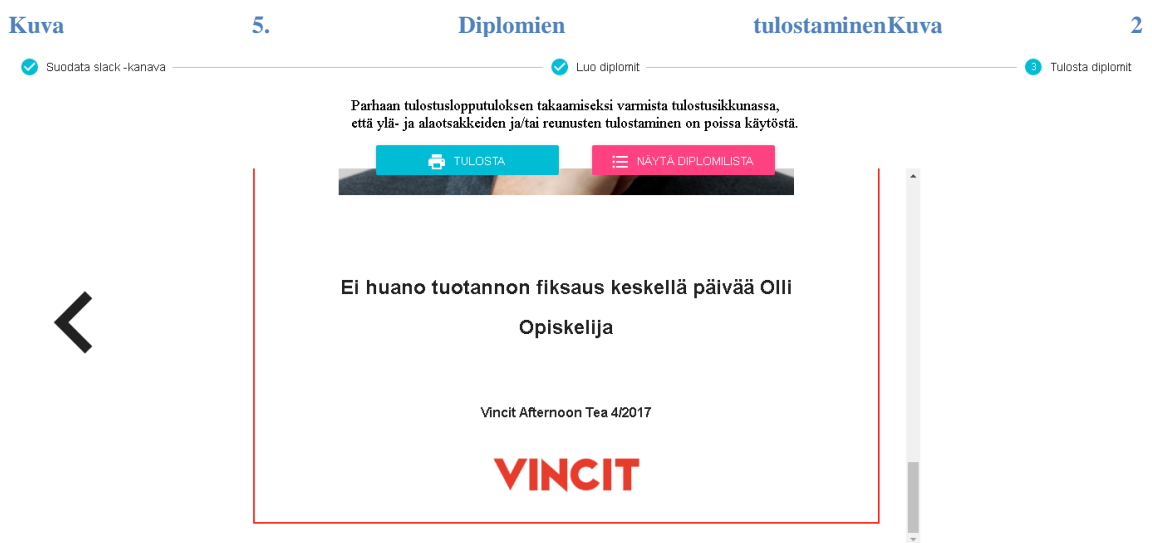 Kuva 5. Diplomien tulostaminenKuva 2
Suodata slack -kanava Luo diplomit 3 Tulosta diplomit
Parhaan tulostuslopputuloksen takaamiseksi varmista tulostusikkunassa,
että ylä- ja alaotsakkeiden ja/tai reunusten tulostaminen on poissa käytöstä.
TULOSTA NÄYTÄ DIPLOMILISTA
Ei huano tuotannon fiksaus keskellä päivää Olli
Opiskelija
Vincit Afternoon Tea 4/2017
VINCIT